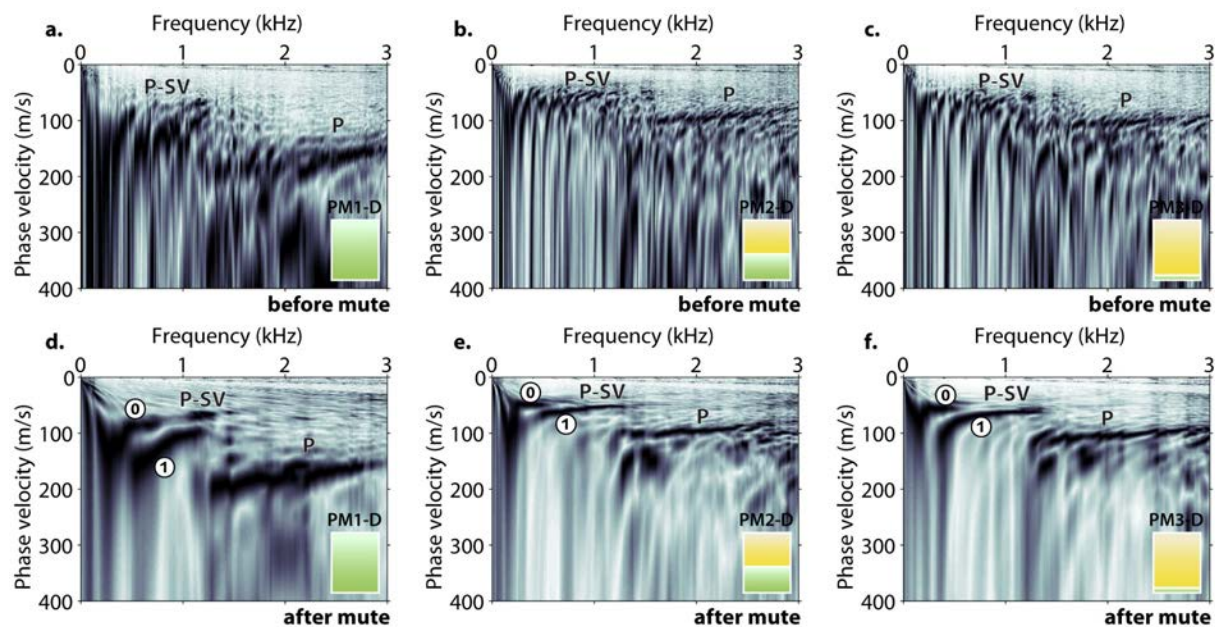 a.
Frequency (kHz)
0 1 2 3
Phase velocity (m/s)
0
100
200
300
400
P-SV
P
PM1-D
before mute
b.
Frequency (kHz)
0 1 2 3
Phase velocity (m/s)
0
100
200
300
400
P-SV
P
PM2-D
before mute
c.
Frequency (kHz)
0 1 2 3
Phase velocity (m/s)
0
100
200
300
400
P-SV
P
PM3-D
before mute
d.
Frequency (kHz)
0 1 2 3
Phase velocity (m/s)
0
100
200
300
400
0
P-SV
1
P
PM1-D
after mute
e.
Frequency (kHz)
0 1 2 3
Phase velocity (m/s)
0
100
200
300
400
0
P-SV
1
P
PM2-D
after mute
f.
Frequency (kHz)
0 1 2 3
Phase velocity (m/s)
0
100
200
300
400
0
P-SV
1
P
PM3-D
after mute